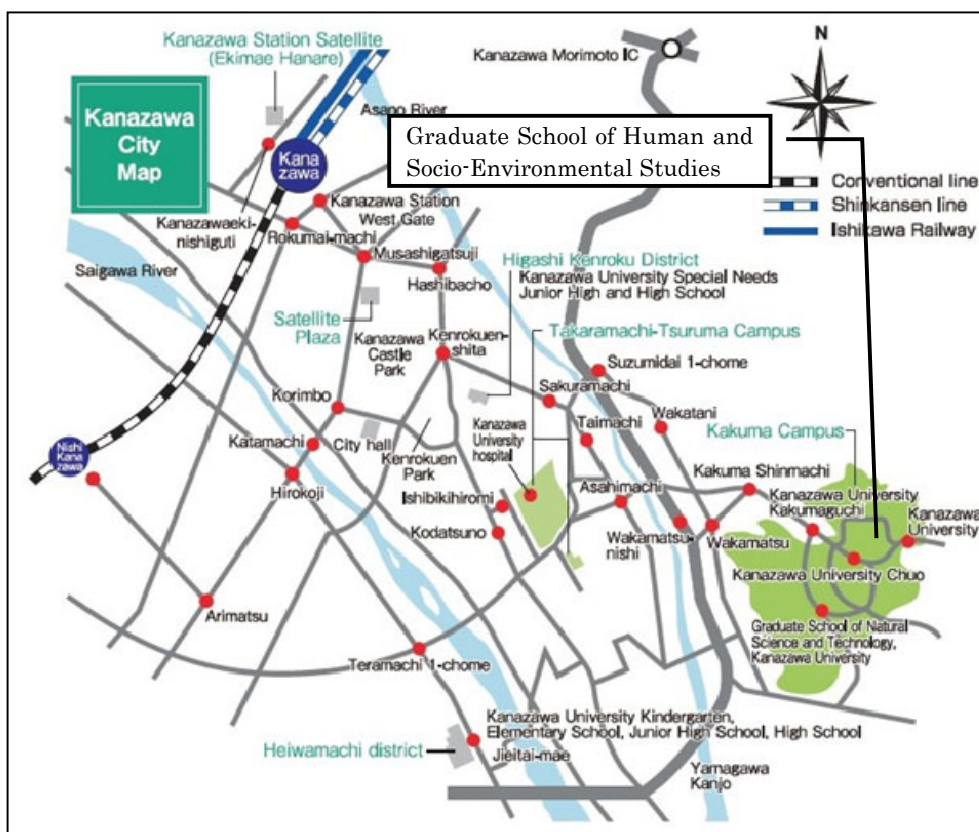 Kanazawa Station Satellite
(Ekimae Hanare)
Kanazawa
City
Map
Kanazawa Morimoto IC
N
Asano River
Graduate School of Human and
Socio-Environmental Studies
Kana
zawa
Conventional line
Shinkansen line
Ishikawa Railway
Kanazawaeki-
nishiguti
Kanazawa Station
West Gate
Rokumai-machi
Musashigatsuji
Saigawa River
Hashibacho
Higashi Kenroku District
Kanazawa University Special Needs
Junior High and High School
Satellite
Plaza
Kanazawa
Castle
Park
Kenrokuen-
shita
Takaramachi-Tsuruma Campus
Suzumidai 1-chome
Sakuramachi
Korimbo
Taimachi
Wakatani
Kakuma Campus
Katamachi
City hall
Kanazawa
University
hospital
Kenrokuen
Park
Nishi
Kana
zawa
Hirokoji
Ishibikihiromi
Asahimachi
Kakuma Shinmachi
Kanazawa University
Kakumaguchi
Kanazawa
University
Kodatsuno
Wakamatsu-
nishi
Wakamatsu
Kanazawa University Chuo
Arimatsu
Graduate School of Natural
Science and Technology,
Kanazawa University
Teramachi 1-chome
Kanazawa University Kindergarten,
Elementary School, Junior High School, High School
Heiwamachi district
Jieitai-mae
Yamagawa
Kanjo